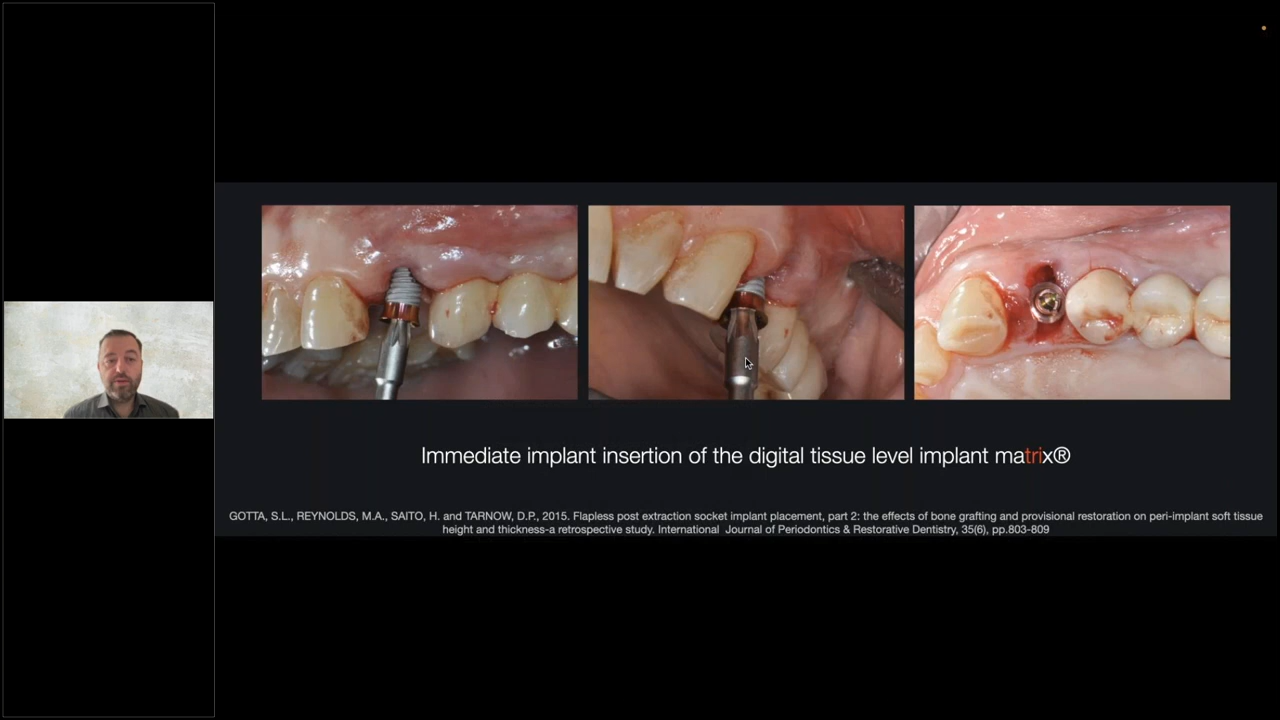 Immediate implant insertion of the digital tissue level implant matrix®
GOTTA, S.L., REYNOLDS, M.A., SAITO, H. and TARNOW, D.P., 2015. Flapless post extraction socket implant placement, part 2: the effects of bone grafting and provisional restoration on peri-implant soft tissue
height and thickness-a retrospective study. International Journal of Periodontics & Restorative Dentistry, 35(6), pp.803-809